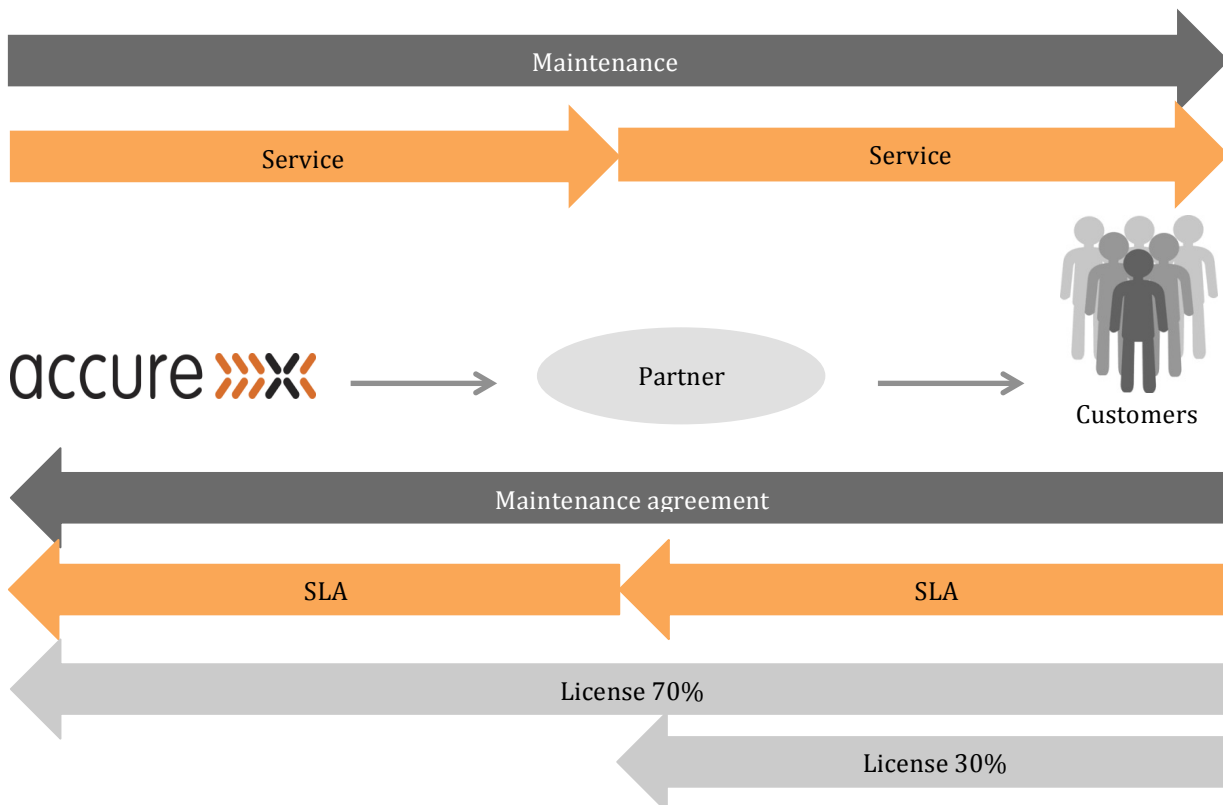 Maintenance
Service
Service
accure
Partner
Customers
Maintenance agreement
SLA
SLA
License 70%
License 30%